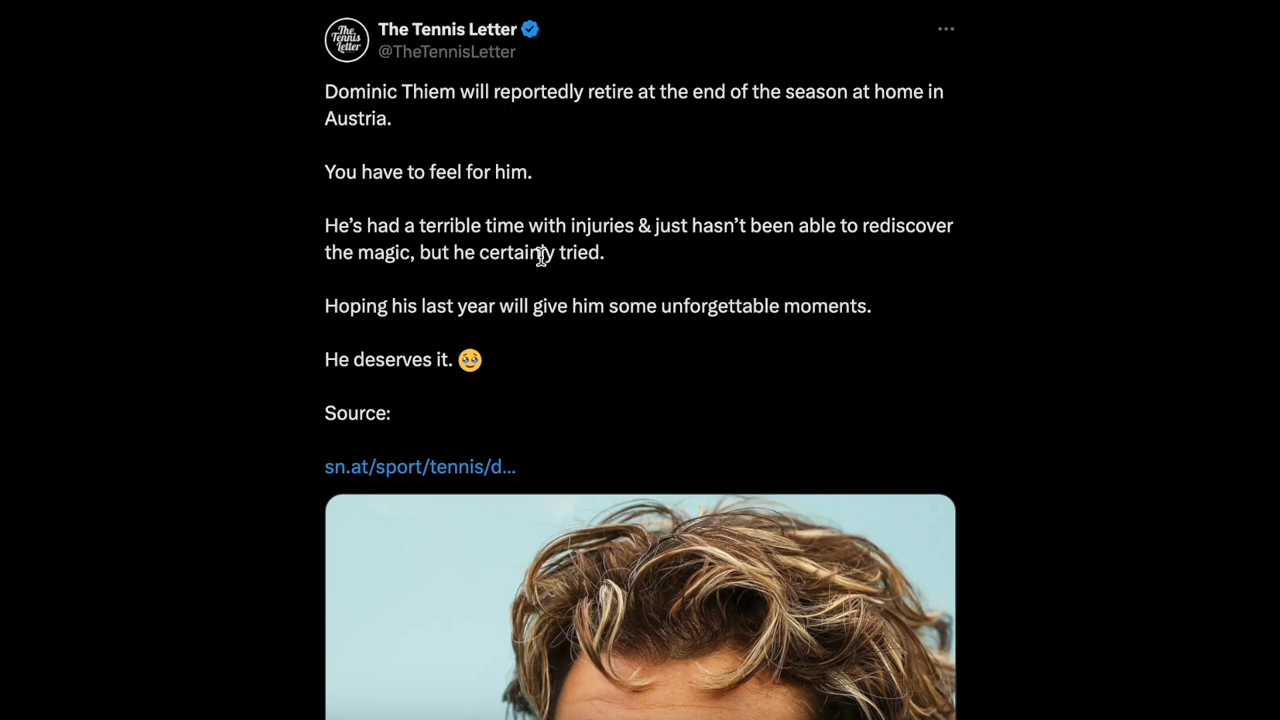 The Tennis Letter
The Tennis Letter
@TheTennisLetter
Dominic Thiem will reportedly retire at the end of the season at home in
Austria.
You have to feel for him.
He’s had a terrible time with injuries & just hasn’t been able to rediscover
the magic, but he certainly tried.
Hoping his last year will give him some unforgettable moments.
He deserves it. 🥹
Source:
sn.at/sport/tennis/d...